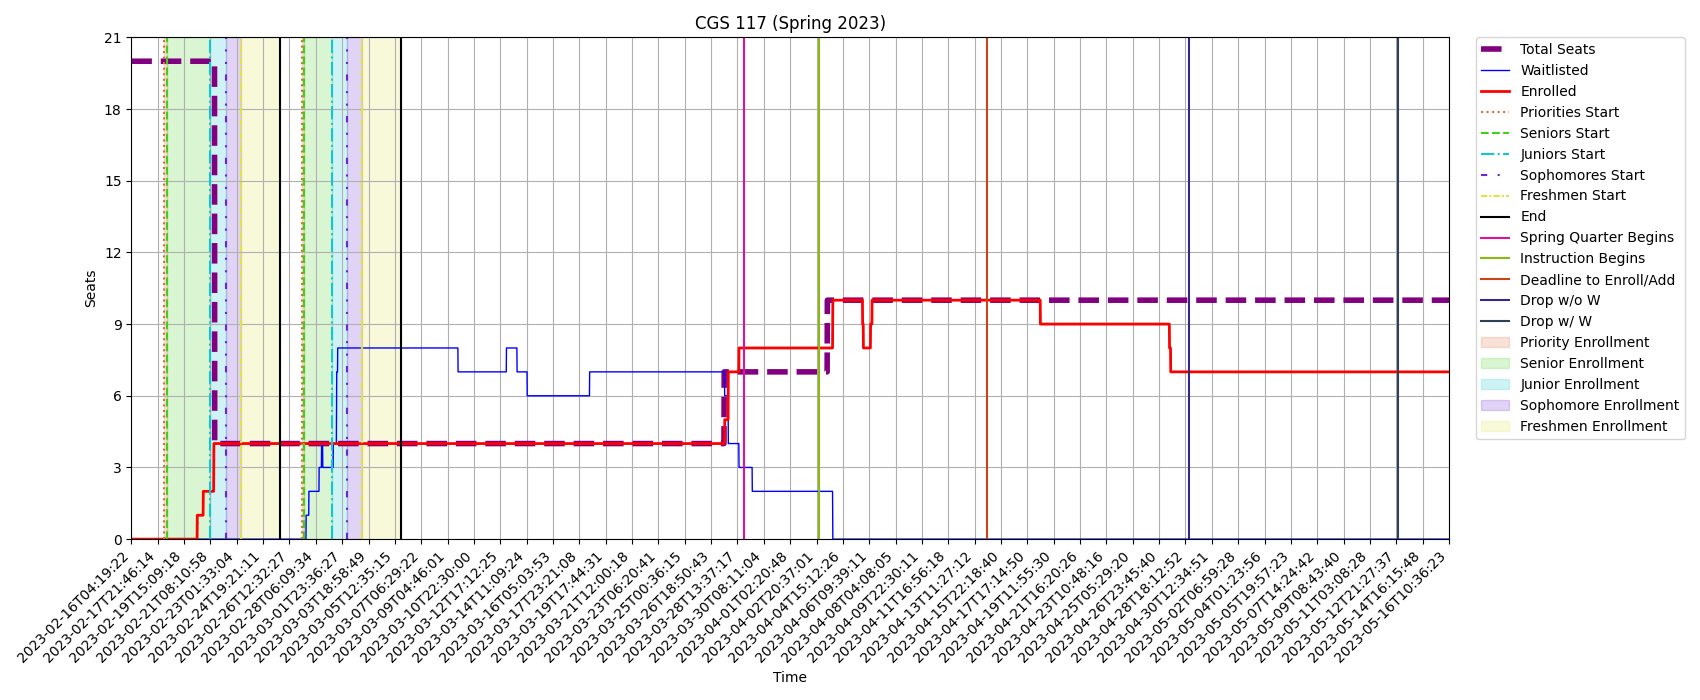 CGS 117 (Spring 2023)
Seats
21
18
15
12
9
6
3
0
2023-02-16T04:19:22
2023-02-17T21:46:14
2023-02-19T15:09:18
2023-02-21T08:10:58
2023-02-23T01:33:04
2023-02-24T19:21:11
2023-02-26T12:32:27
2023-02-28T06:09:34
2023-03-01T23:36:27
2023-03-03T18:58:49
2023-03-05T12:35:15
2023-03-07T06:29:22
2023-03-09T04:46:01
2023-03-10T22:30:00
2023-03-12T17:12:25
2023-03-14T11:09:24
2023-03-16T05:03:53
2023-03-17T23:21:08
2023-03-19T17:44:31
2023-03-21T12:00:18
2023-03-23T06:20:41
2023-03-25T00:36:15
2023-03-26T18:50:43
2023-03-28T13:37:17
2023-03-30T08:11:04
2023-04-01T02:20:48
2023-04-02T20:37:01
2023-04-04T15:12:26
2023-04-06T09:39:11
2023-04-08T04:08:05
2023-04-09T22:30:11
2023-04-11T16:56:18
2023-04-13T11:27:12
2023-04-15T22:18:40
2023-04-17T17:14:50
2023-04-19T11:55:30
2023-04-21T16:20:26
2023-04-23T10:48:16
2023-04-25T05:29:20
2023-04-26T23:45:40
2023-04-28T18:12:52
2023-04-30T12:34:51
2023-05-02T06:59:28
2023-05-04T01:23:56
2023-05-05T19:57:23
2023-05-07T14:24:42
2023-05-09T08:43:40
2023-05-11T03:08:28
2023-05-12T21:27:37
2023-05-14T16:15:48
2023-05-16T10:36:23
Time
Total Seats
Waitlisted
Enrolled
Priorities Start
Seniors Start
Juniors Start
Sophomores Start
Freshmen Start
End
Spring Quarter Begins
Instruction Begins
Deadline to Enroll/Add
Drop w/o W
Drop w/ W
Priority Enrollment
Senior Enrollment
Junior Enrollment
Sophomore Enrollment
Freshmen Enrollment